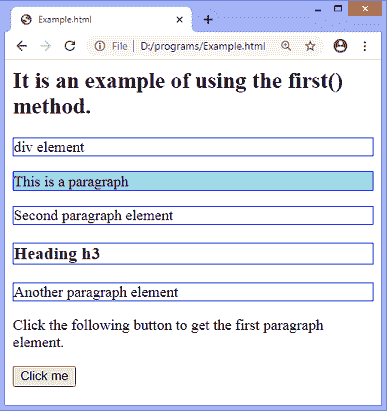 Example.html
File | D:/programs/Example.html
It is an example of using the first()
method.
div element
This is a paragraph
Second paragraph element
Heading h3
Another paragraph element
Click the following button to get the first paragraph
element.
Click me